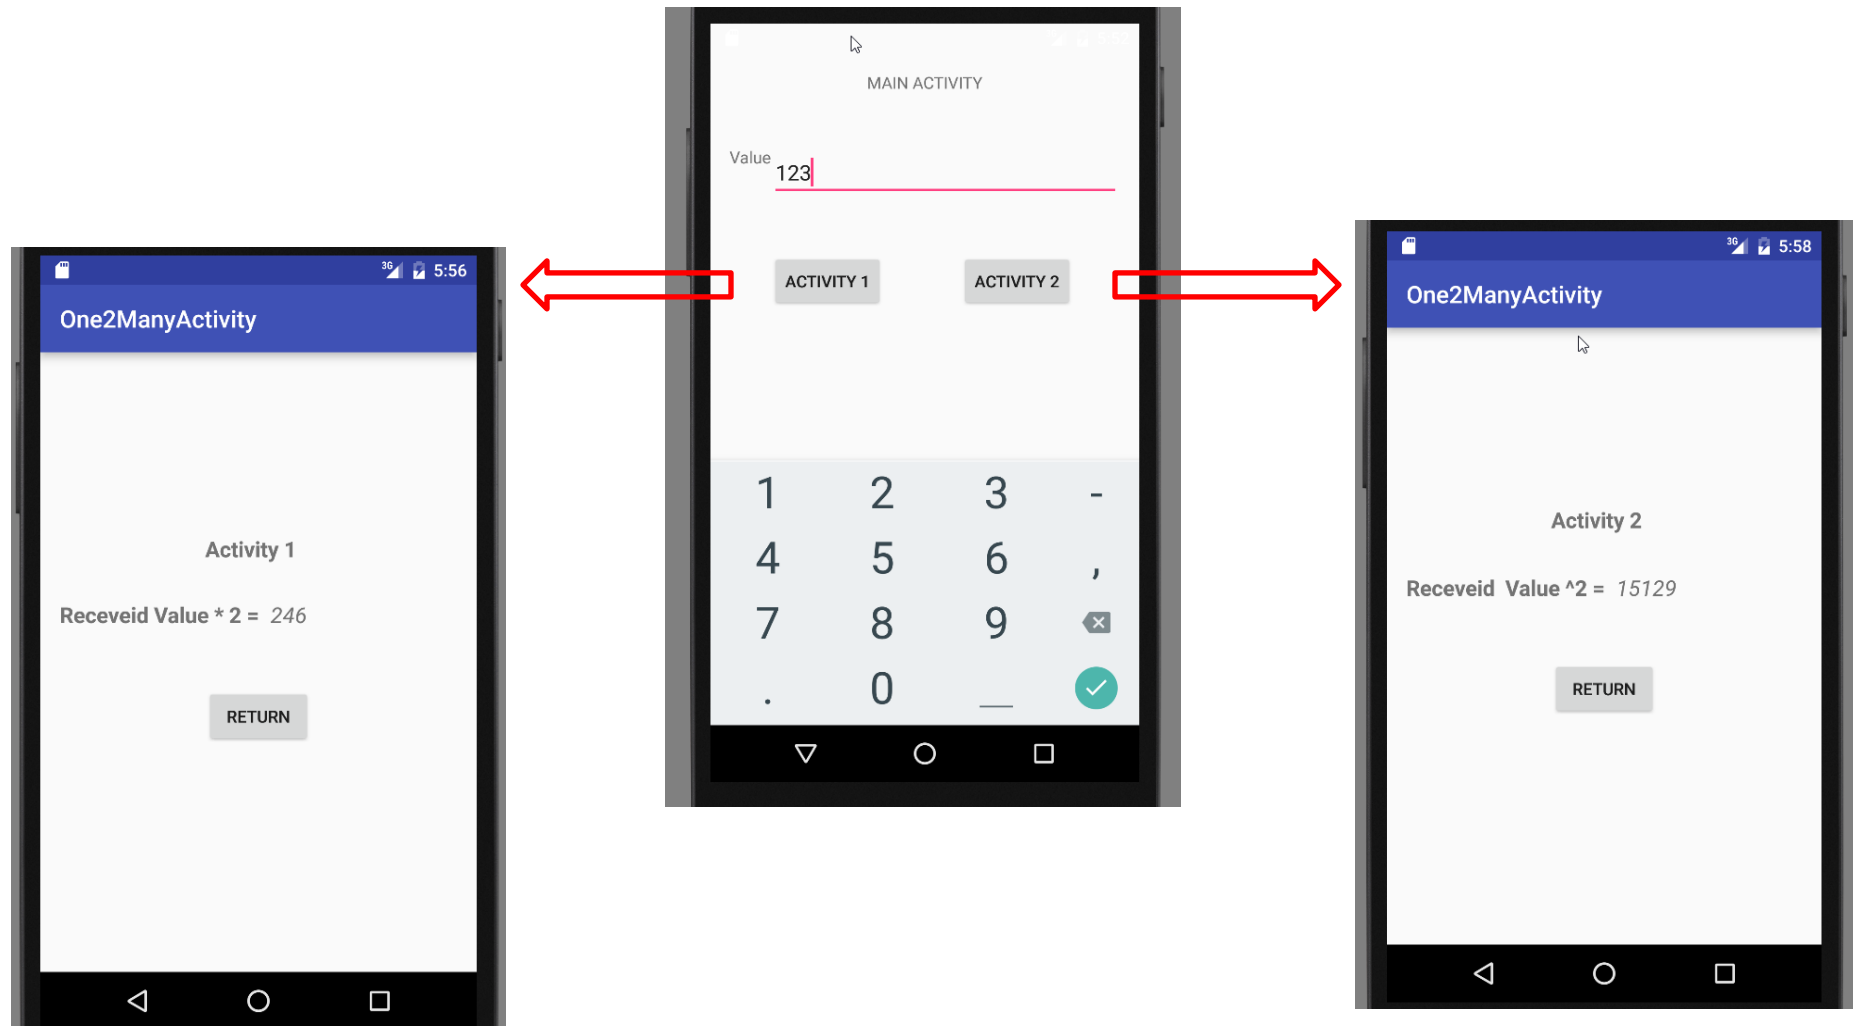 3G 5:56
One2ManyActivity
Activity 1
Receveid Value * 2 = 246
RETURN
MAIN ACTIVITY
Value 123
ACTIVITY 1 ACTIVITY 2
1 2 3 -
4 5 6 ,
7 8 9
. 0 _
3G 5:58
One2ManyActivity
Activity 2
Receveid Value ^2 = 15129
RETURN